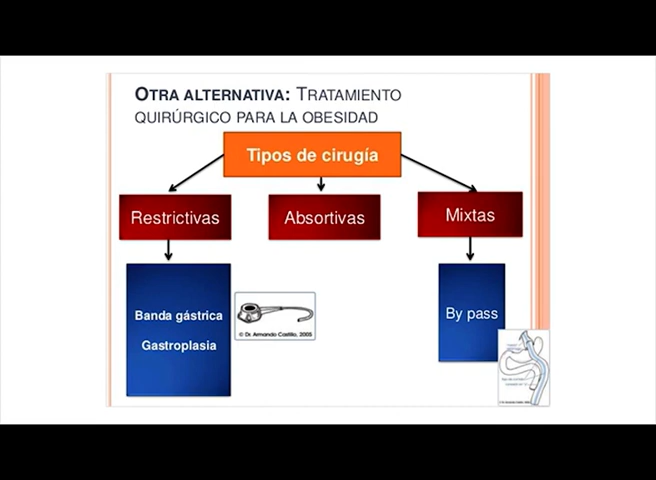 OTRA ALTERNATIVA: TRATAMIENTO
QUIRÚRGICO PARA LA OBESIDAD
Tipos de cirugía
Restrictivas
Absortivas
Mixtas
Banda gástrica
Gastroplasia
© Dr. Armando Castillo, 2005
By pass